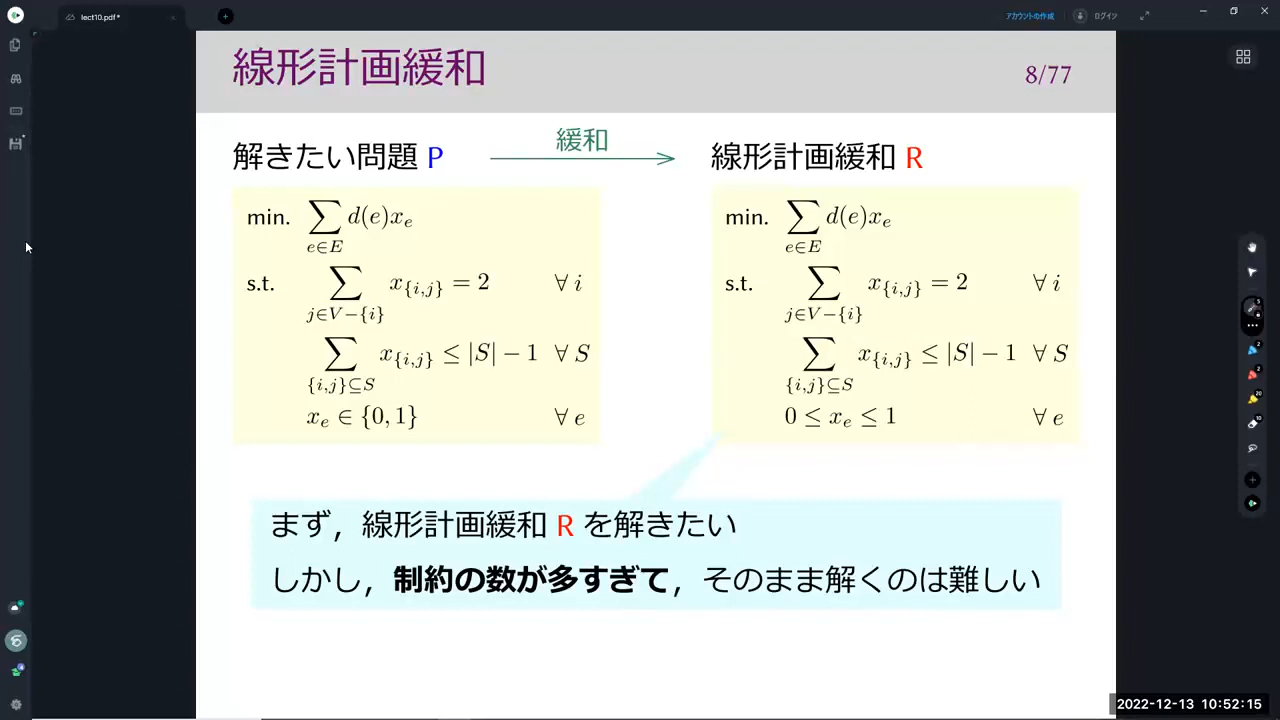 lect10.pdf*
アカウントの作成
ログイン
線形計画緩和
8/77
解きたい問題 P
緩和
線形計画緩和 R
min. ∑_{e∈E} d(e)x_e
s.t. ∑_{j∈V−{i}} x_{{i,j}} = 2 ∀ i
∑_{{i,j}⊆S} x_{{i,j}} ≤ |S| − 1 ∀ S
x_e ∈ {0, 1} ∀ e
min. ∑_{e∈E} d(e)x_e
s.t. ∑_{j∈V−{i}} x_{{i,j}} = 2 ∀ i
∑_{{i,j}⊆S} x_{{i,j}} ≤ |S| − 1 ∀ S
0 ≤ x_e ≤ 1 ∀ e
まず，線形計画緩和 R を解きたい
しかし，制約の数が多すぎて，そのまま解くのは難しい
2022-12-13 10:52:15